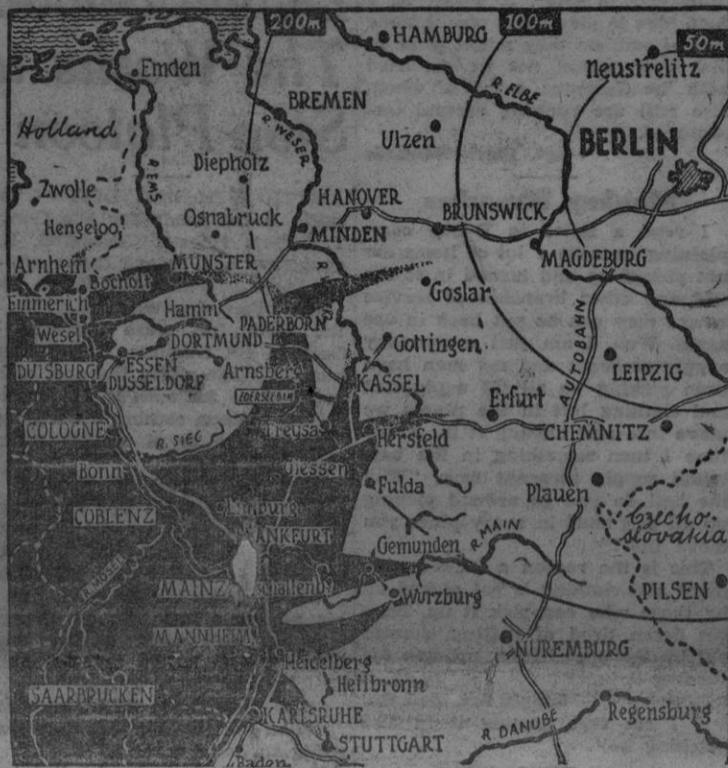 200m
100m
50m
HAMBURG
Neustrelitz
Emden
R. ELBE
BREMEN
Holland
R. WESER
Ulzen
BERLIN
Diepholz
R EMS
Zwolle
HANOVER
Osnabruck
BRUNSWICK
Hengeloo
MINDEN
Arnheim
MUNSTER
MAGDEBURG
Bocholt
Emmerich
Goslar
Hamm
PADERBORN
Wesel
DORTMUND
Gottingen
ESSEN
DUISBURG
DUSSELDORF
Arnsberg
KASSEL
LEIPZIG
AUTOBAHN
Erfurt
COLOGNE
Treysa
Hersfeld
CHEMNITZ
R. SIEG
Bonn
Giessen
Fulda
Plauen
Limburg
COBLENZ
Czecho-
slovakia
FRANKFURT
Gemunden
R. MAIN
R. MOSEL
MAINZ
PILSEN
Wurzburg
MANNHEIM
NUREMBURG
Heidelberg
Heilbronn
SAARBRUCKEN
KARLSRUHE
Regensburg
R. DANUBE
STUTTGART
Baden